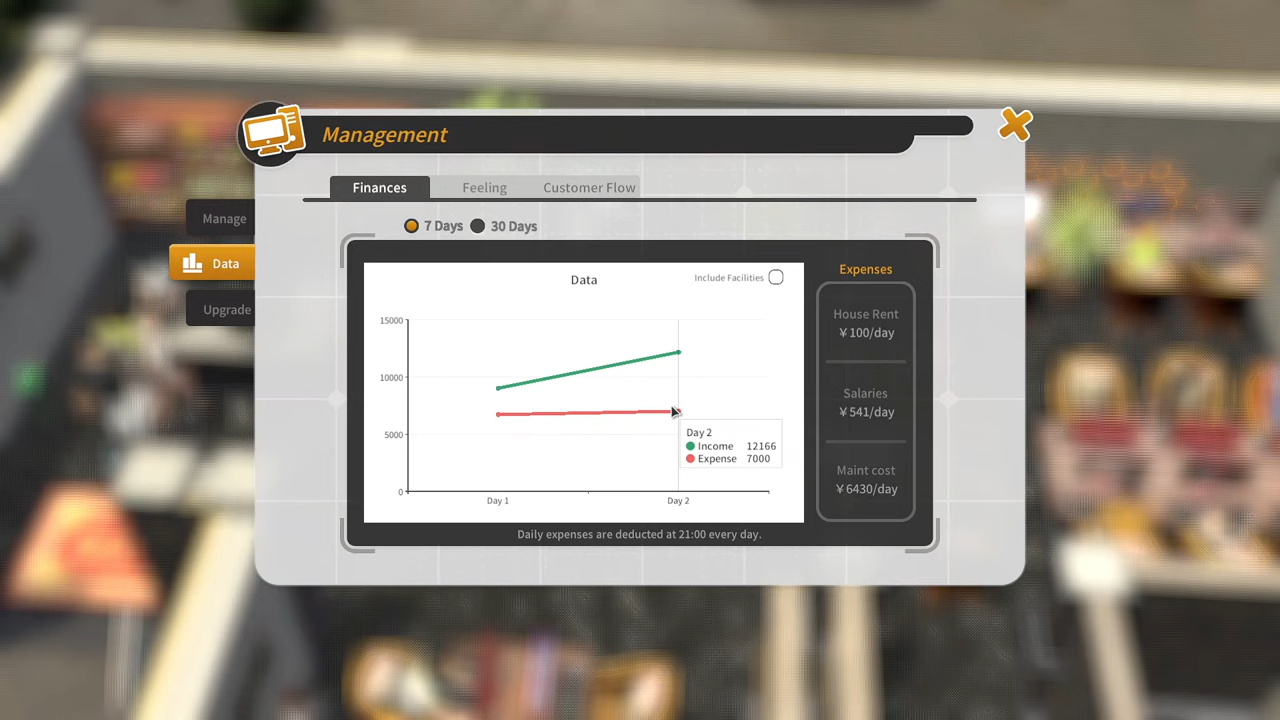 Management
Finances
Feeling
Customer Flow
Manage
Data
Upgrade
7 Days
30 Days
Data
Include Facilities
15000
10000
5000
0
Day 1
Day 2
Day 2
Income 12166
Expense 7000
Expenses
House Rent
¥100/day
Salaries
¥541/day
Maint cost
¥6430/day
Daily expenses are deducted at 21:00 every day.